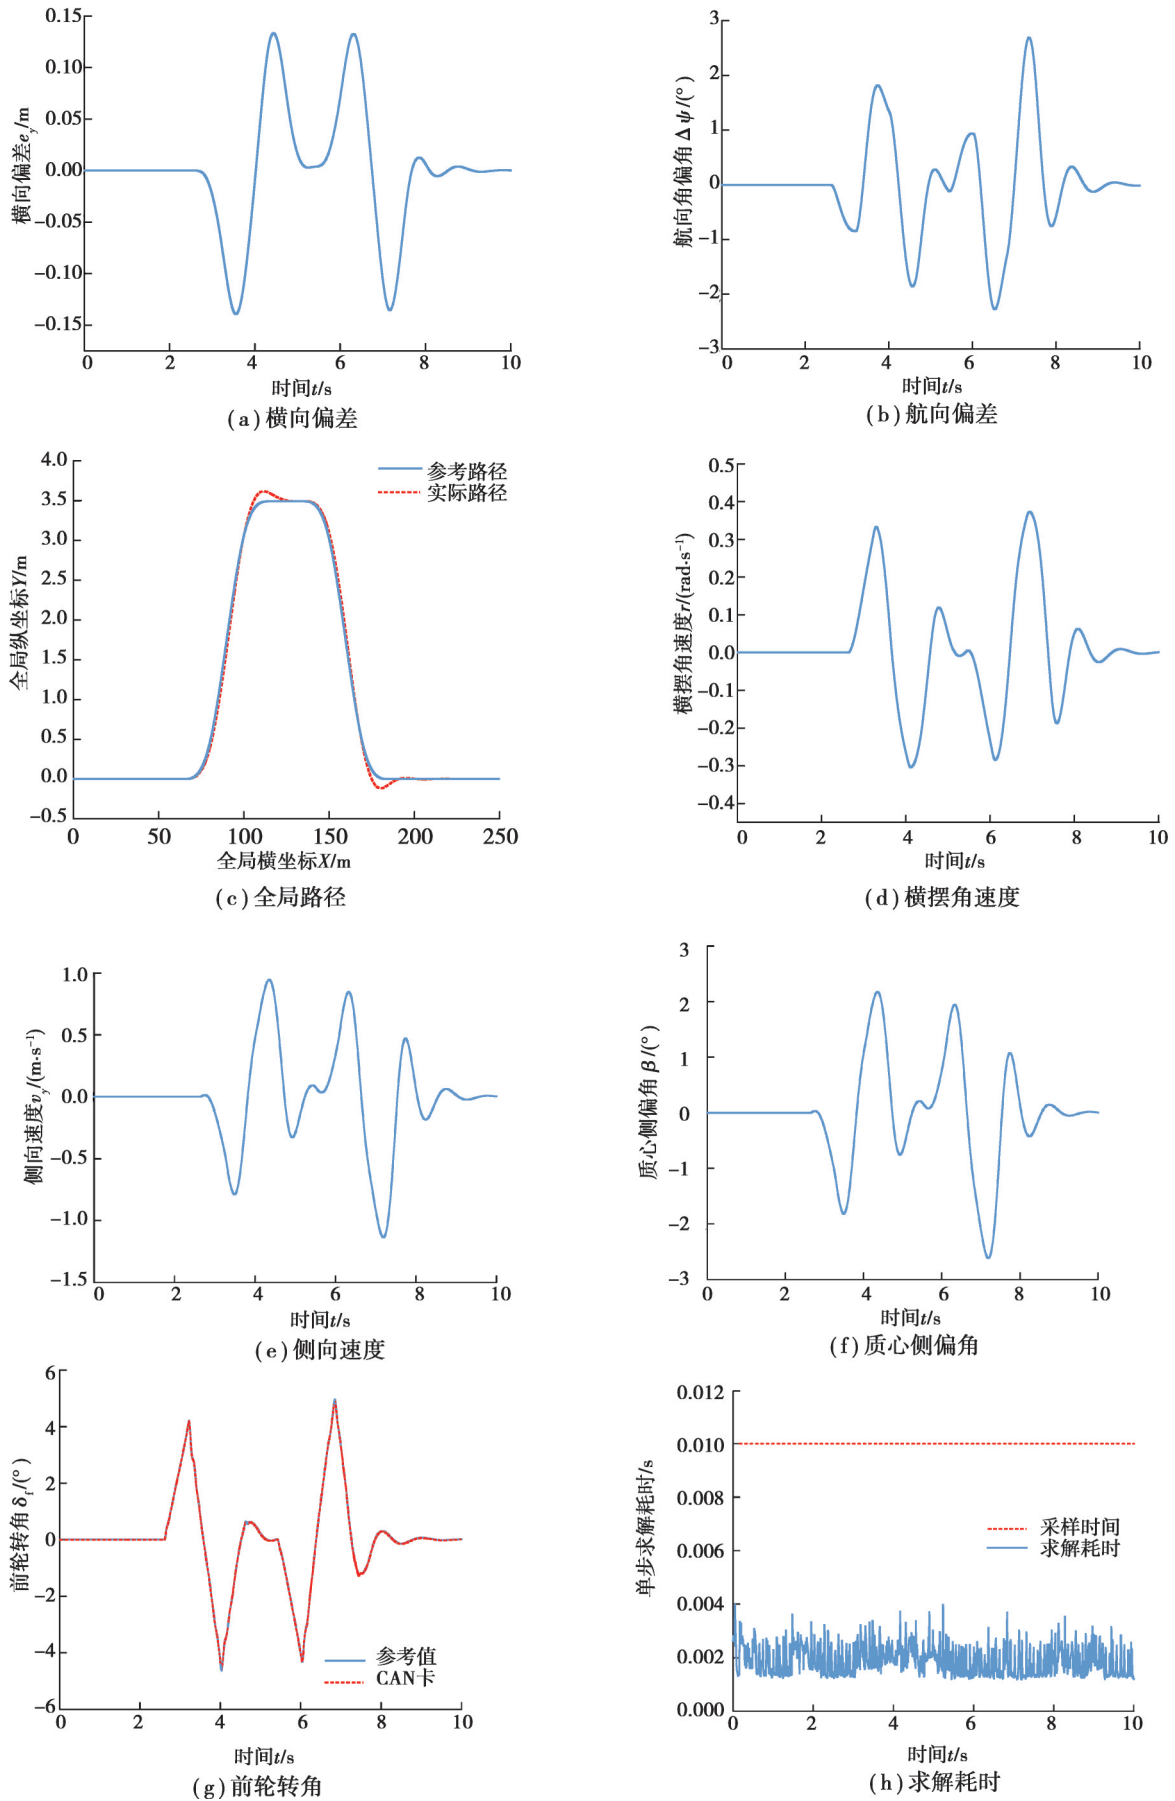 0.15
0.10
0.05
0.00
−0.05
−0.10
−0.15
横向偏差e_y/m
0 2 4 6 8 10
时间t/s
(a)横向偏差
3
2
1
0
−1
−2
−3
航向角偏角Δψ/(°)
0 2 4 6 8 10
时间t/s
(b)航向偏差
4.0
3.5
3.0
2.5
2.0
1.5
1.0
0.5
0.0
−0.5
全局纵坐标Y/m
参考路径
实际路径
0 50 100 150 200 250
全局横坐标X/m
(c)全局路径
0.5
0.4
0.3
0.2
0.1
0.0
−0.1
−0.2
−0.3
−0.4
横摆角速度r/(rad·s⁻¹)
0 2 4 6 8 10
时间t/s
(d)横摆角速度
1.0
0.5
0.0
−0.5
−1.0
−1.5
侧向速度v_y/(m·s⁻¹)
0 2 4 6 8 10
时间t/s
(e)侧向速度
3
2
1
0
−1
−2
−3
质心侧偏角β/(°)
0 2 4 6 8 10
时间t/s
(f)质心侧偏角
6
4
2
0
−2
−4
−6
前轮转角δ_f/(°)
参考值
CAN卡
0 2 4 6 8 10
时间t/s
(g)前轮转角
0.012
0.010
0.008
0.006
0.004
0.002
0.000
单步求解耗时/s
采样时间
求解耗时
0 2 4 6 8 10
时间t/s
(h)求解耗时